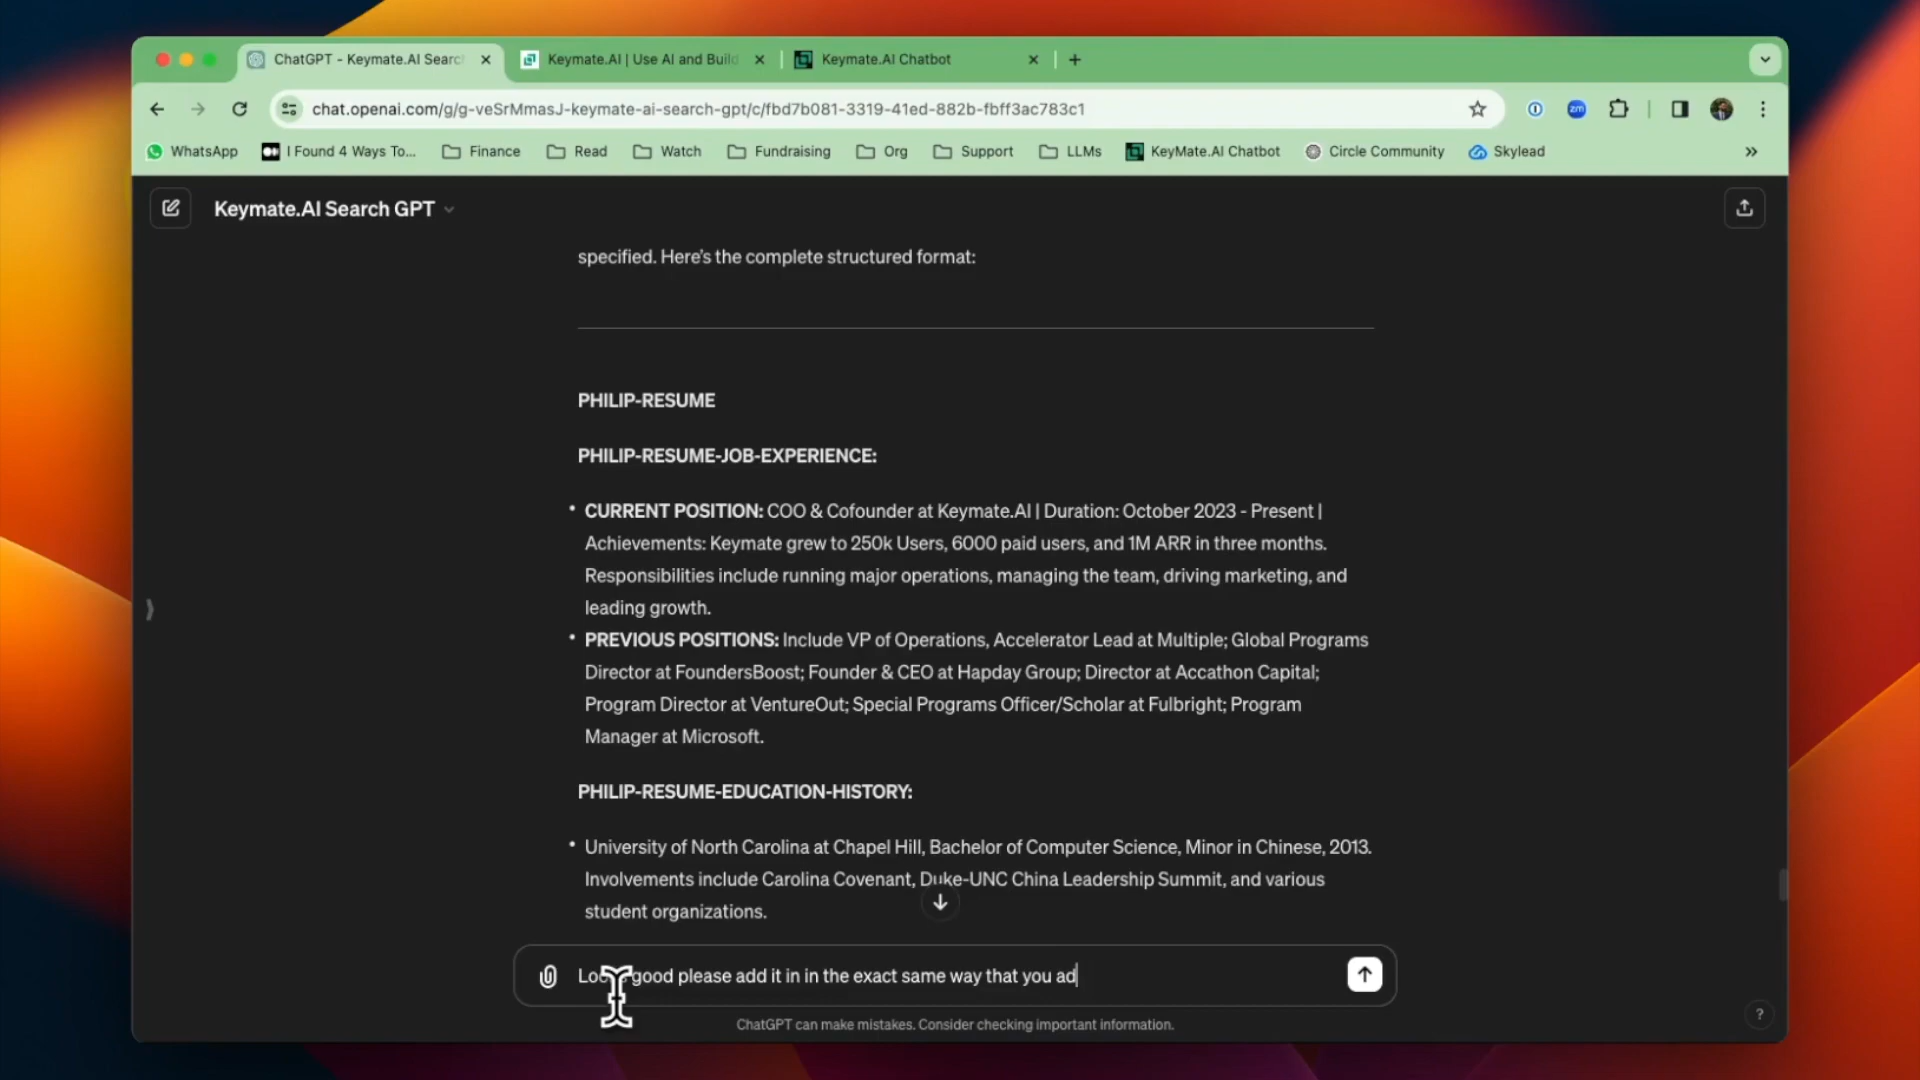 ChatGPT - Keymate.AI Searc
Keymate.AI | Use AI and Build
Keymate.AI Chatbot
chat.openai.com/g/g-veSrMmasJ-keymate-ai-search-gpt/c/fbd7b081-3319-41ed-882b-fbff3ac783c1
zm
WhatsApp
I Found 4 Ways To...
Finance
Read
Watch
Fundraising
Org
Support
LLMs
KeyMate.AI Chatbot
Circle Community
Skylead
Keymate.AI Search GPT
specified. Here's the complete structured format:
PHILIP-RESUME
PHILIP-RESUME-JOB-EXPERIENCE:
• CURRENT POSITION: COO & Cofounder at Keymate.AI | Duration: October 2023 - Present |
Achievements: Keymate grew to 250k Users, 6000 paid users, and 1M ARR in three months.
Responsibilities include running major operations, managing the team, driving marketing, and
leading growth.
• PREVIOUS POSITIONS: Include VP of Operations, Accelerator Lead at Multiple; Global Programs
Director at FoundersBoost; Founder & CEO at Hapday Group; Director at Accathon Capital;
Program Director at VentureOut; Special Programs Officer/Scholar at Fulbright; Program
Manager at Microsoft.
PHILIP-RESUME-EDUCATION-HISTORY:
• University of North Carolina at Chapel Hill, Bachelor of Computer Science, Minor in Chinese, 2013.
Involvements include Carolina Covenant, Duke-UNC China Leadership Summit, and various
student organizations.
good please add it in in the exact same way that you ad
ChatGPT can make mistakes. Consider checking important information.
?